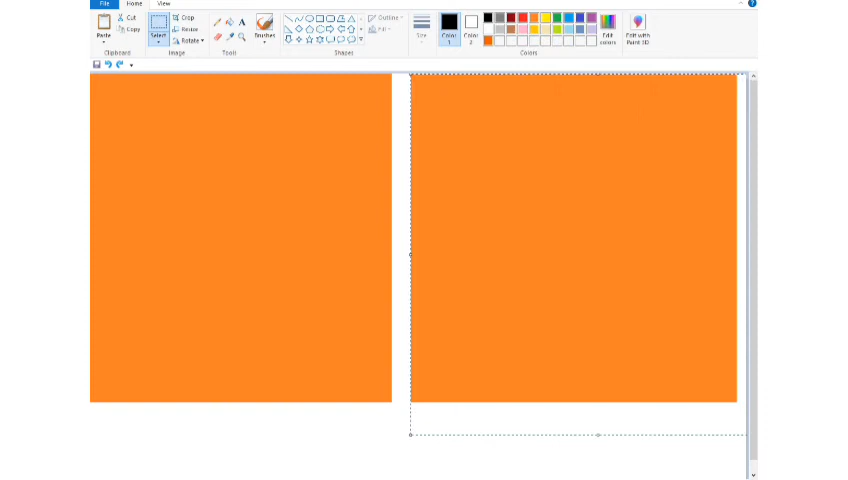 File Home View
Paste
Cut
Copy
Clipboard
Select
Crop
Resize
Rotate
Image
A
Tools
Brushes
Shapes
Outline
Fill
Size
Color
1
Color
2
Edit
colors
Colors
Edit with
Paint 3D